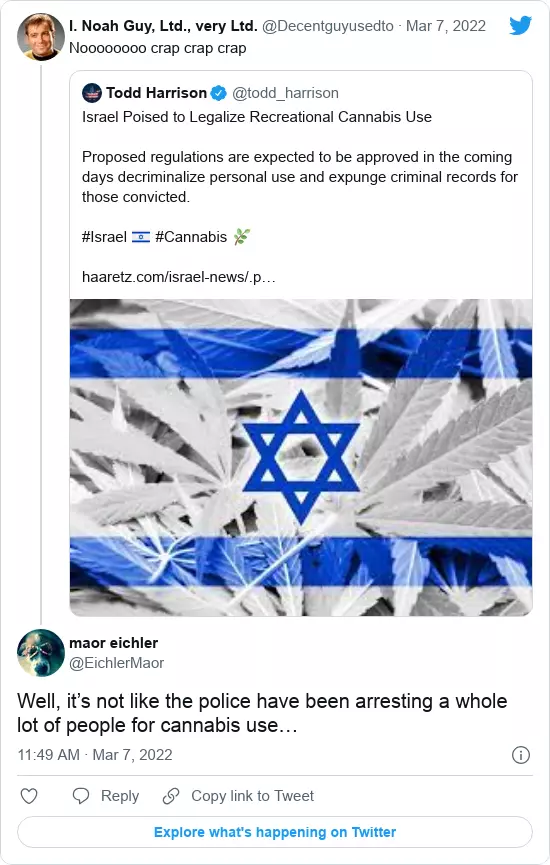 I. Noah Guy, Ltd., very Ltd. @Decentguyusedto · Mar 7, 2022
Noooooooo crap crap crap
Todd Harrison @todd_harrison
Israel Poised to Legalize Recreational Cannabis Use
Proposed regulations are expected to be approved in the coming
days decriminalize personal use and expunge criminal records for
those convicted.
#Israel 🇮🇱 #Cannabis 🌿
haaretz.com/israel-news/.p…
maor eichler
@EichlerMaor
Well, it’s not like the police have been arresting a whole
lot of people for cannabis use…
11:49 AM · Mar 7, 2022
Reply
Copy link to Tweet
Explore what's happening on Twitter